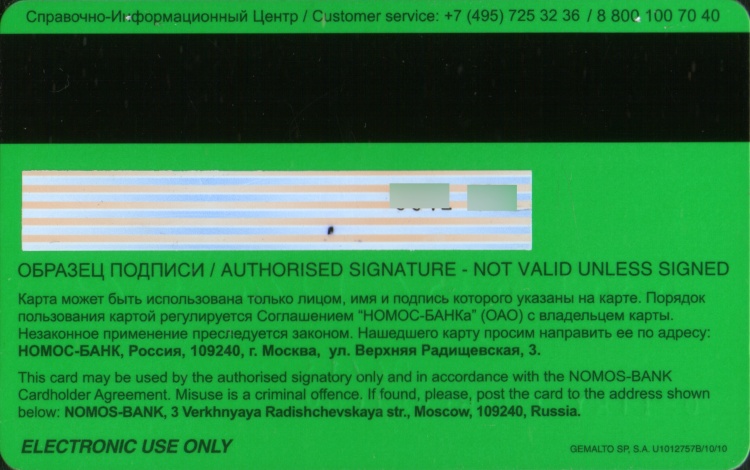 Справочно-Информационный Центр / Customer service: +7 (495) 725 32 36 / 8 800 100 70 40
ОБРАЗЕЦ ПОДПИСИ / AUTHORISED SIGNATURE - NOT VALID UNLESS SIGNED
Карта может быть использована только лицом, имя и подпись которого указаны на карте. Порядок
пользования картой регулируется Соглашением "НОМОС-БАНКа" (ОАО) с владельцем карты.
Незаконное применение преследуется законом. Нашедшего карту просим направить ее по адресу:
НОМОС-БАНК, Россия, 109240, г. Москва, ул. Верхняя Радищевская, 3.
This card may be used by the authorised signatory only and in accordance with the NOMOS-BANK
Cardholder Agreement. Misuse is a criminal offence. If found, please, post the card to the address shown
below: NOMOS-BANK, 3 Verkhnyaya Radishchevskaya str., Moscow, 109240, Russia.
ELECTRONIC USE ONLY
GEMALTO SP, S.A. U1012757B/10/10